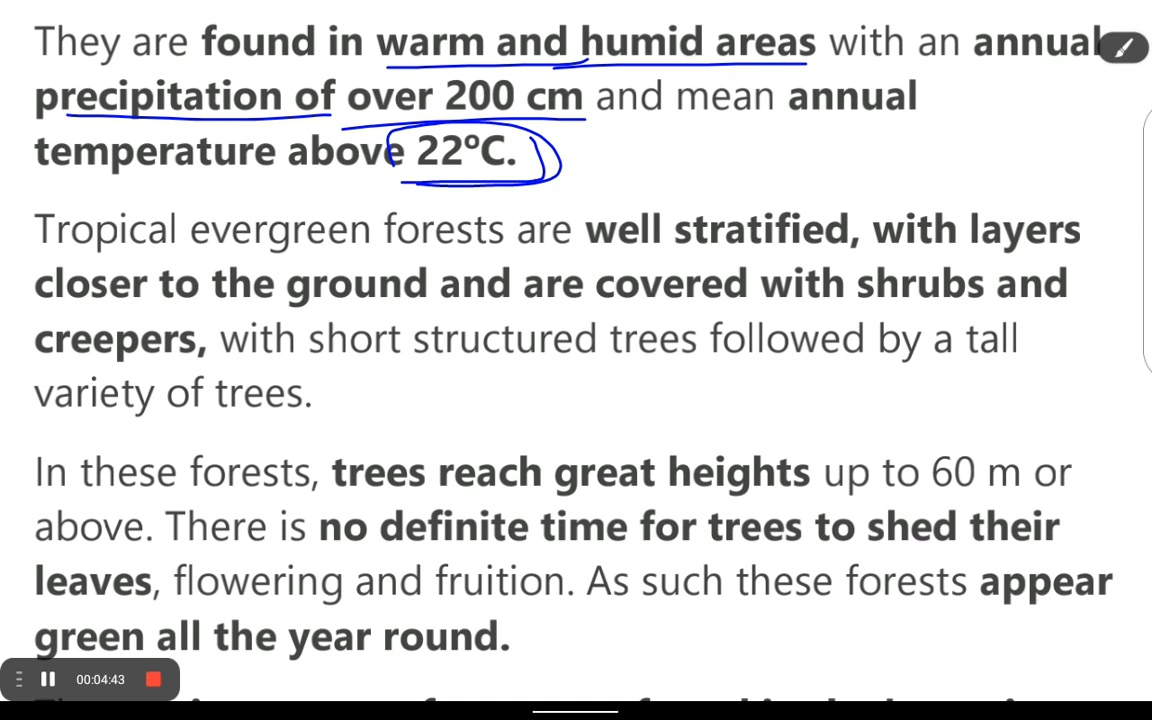 They are found in warm and humid areas with an annual
precipitation of over 200 cm and mean annual
temperature above 22°C.
Tropical evergreen forests are well stratified, with layers
closer to the ground and are covered with shrubs and
creepers, with short structured trees followed by a tall
variety of trees.
In these forests, trees reach great heights up to 60 m or
above. There is no definite time for trees to shed their
leaves, flowering and fruition. As such these forests appear
green all the year round.
00:04:43